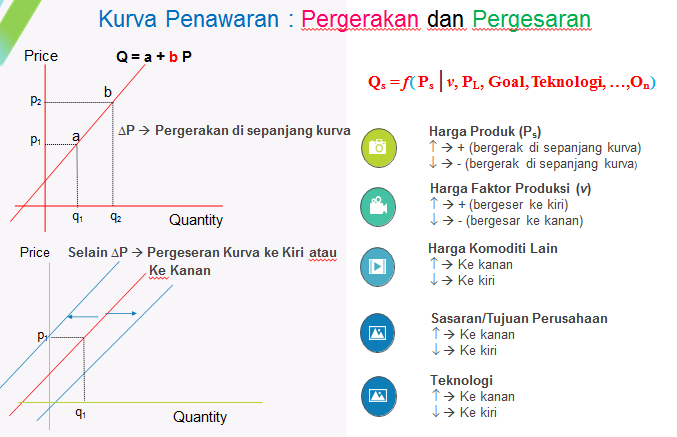 Kurva Penawaran : Pergerakan dan Pergesaran
Price
Q = a + b P
p2
b
p1
a
ΔP → Pergerakan di sepanjang kurva
q1
q2
Quantity
Price
Selain ΔP → Pergeseran Kurva ke Kiri atau
Ke Kanan
p1
q1
Quantity
Qs = f( Ps | v, PL, Goal, Teknologi, …,On)
Harga Produk (Ps)
↑ → + (bergerak di sepanjang kurva)
↓ → - (bergerak di sepanjang kurva)
Harga Faktor Produksi (v)
↑ → + (bergeser ke kiri)
↓ → - (bergesar ke kanan)
Harga Komoditi Lain
↑ → Ke kanan
↓ → Ke kiri
Sasaran/Tujuan Perusahaan
↑ → Ke kanan
↓ → Ke kiri
Teknologi
↑ → Ke kanan
↓ → Ke kiri